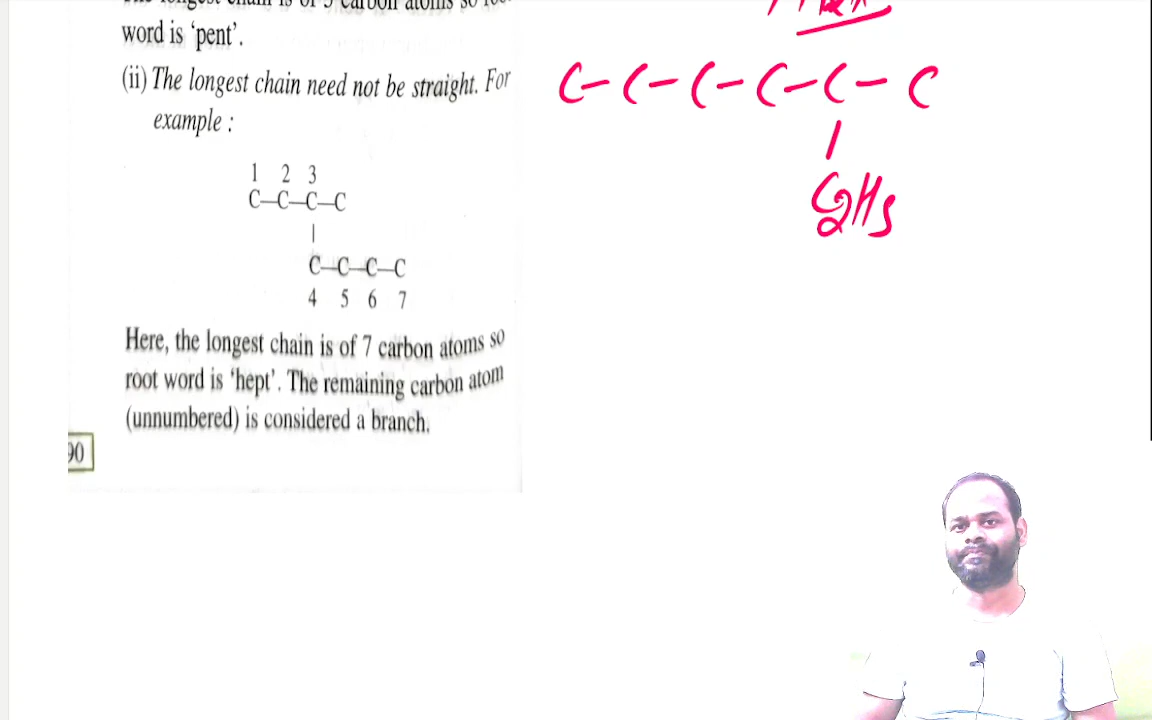 word is ‘pent’.
(ii) The longest chain need not be straight. For
example :
1 2 3
C–C–C–C
|
C–C–C–C
4 5 6 7
Here, the longest chain is of 7 carbon atoms so
root word is ‘hept’. The remaining carbon atom
(unnumbered) is considered a branch.
90
C–C–C–C–C–C
|
C2H5